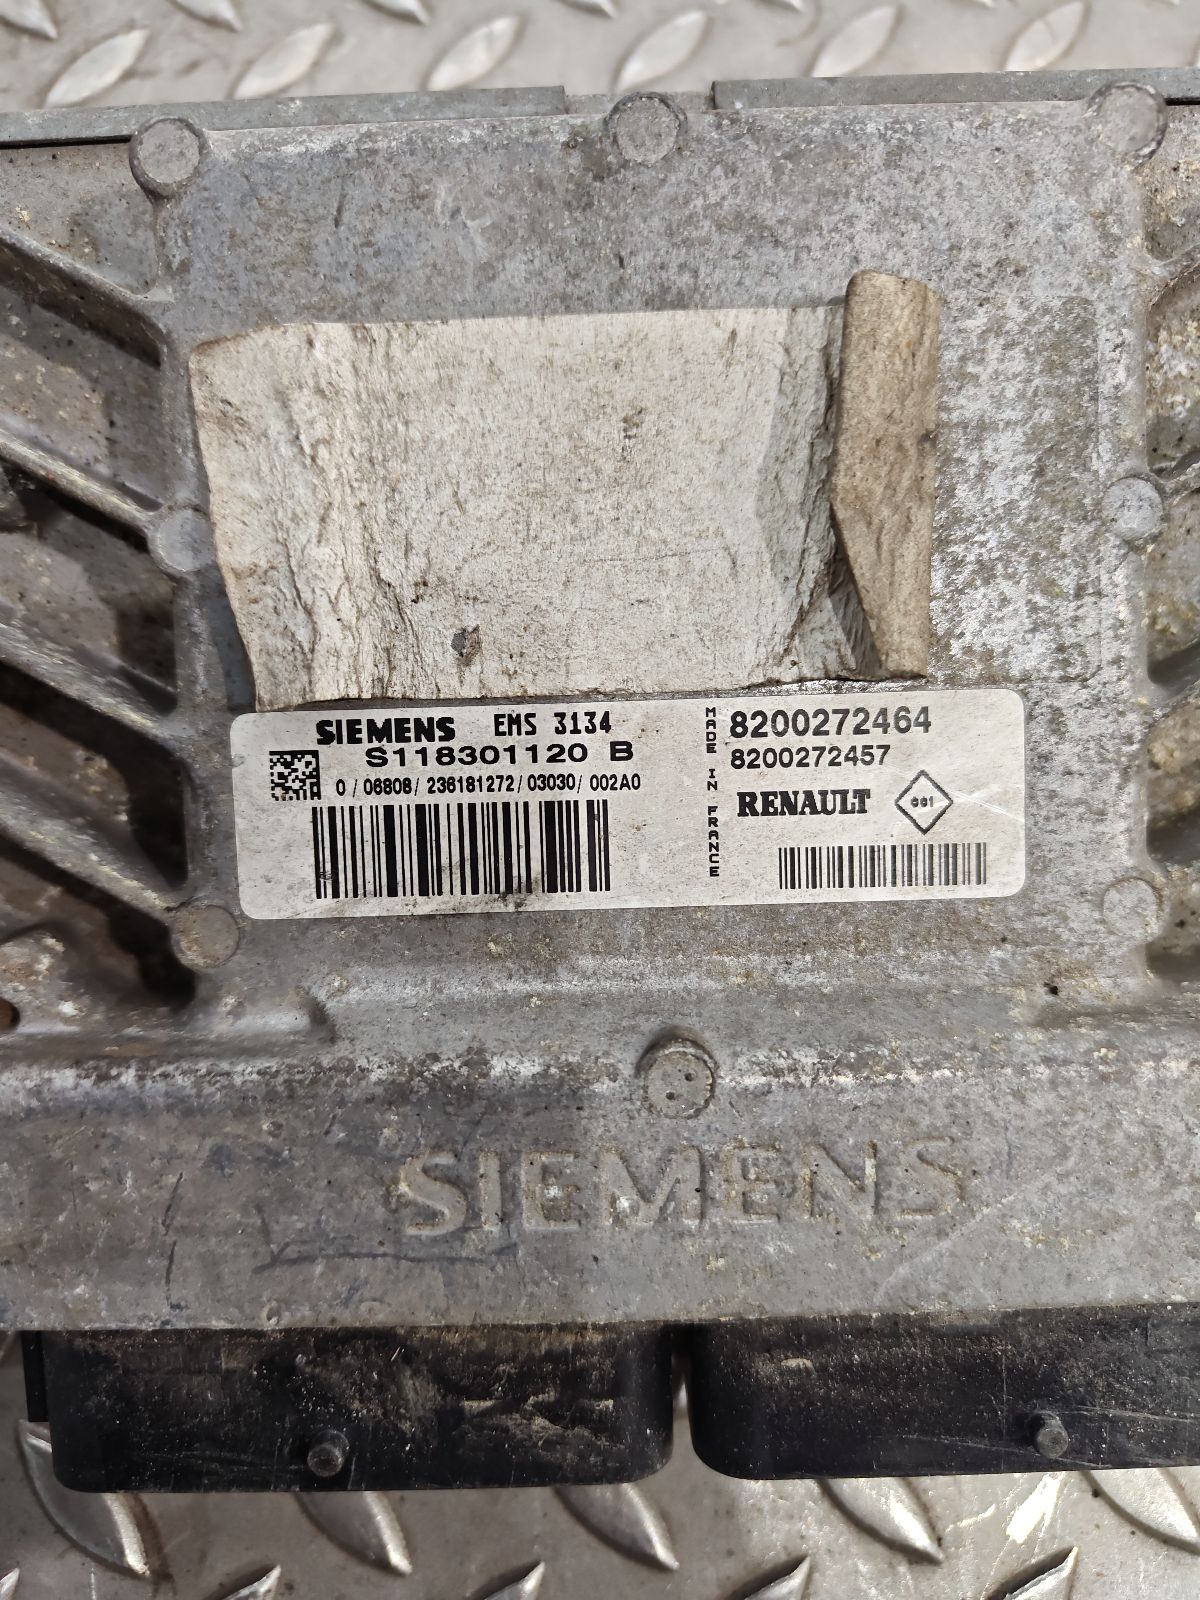 SIEMENS EMS 3134
S118301120 B
0 / 06808 / 236181272 / 03030 / 002A0
MADE IN FRANCE
8200272464
8200272457
RENAULT
SIEMENS